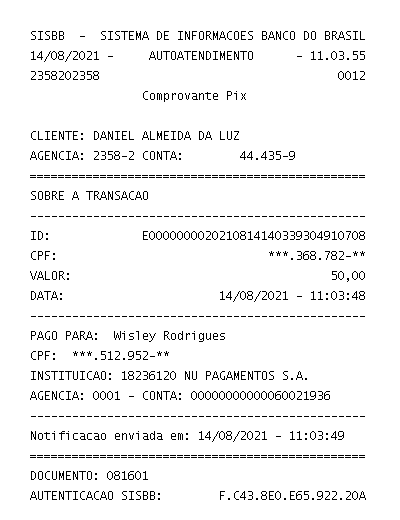 SISBB - SISTEMA DE INFORMACOES BANCO DO BRASIL
14/08/2021 - AUTOATENDIMENTO - 11.03.55
2358202358 0012
Comprovante Pix
CLIENTE: DANIEL ALMEIDA DA LUZ
AGENCIA: 2358-2 CONTA: 44.435-9
================================================
SOBRE A TRANSACAO
------------------------------------------------
ID: E0000000020210814140339304910708
CPF: ***.368.782-**
VALOR: 50,00
DATA: 14/08/2021 - 11:03:48
------------------------------------------------
PAGO PARA: Wisley Rodrigues
CPF: ***.512.952-**
INSTITUICAO: 18236120 NU PAGAMENTOS S.A.
AGENCIA: 0001 - CONTA: 00000000000060021936
------------------------------------------------
Notificacao enviada em: 14/08/2021 - 11:03:49
================================================
DOCUMENTO: 081601
AUTENTICACAO SISBB: F.C43.8E0.E65.922.20A